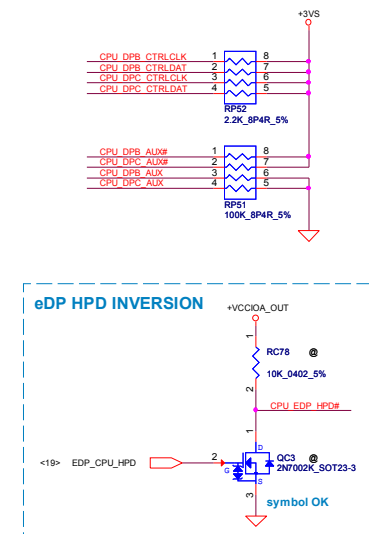 +3VS
CPU_DPB_CTRLCLK 1 8
CPU_DPB_CTRLDAT 2 7
CPU_DPC_CTRLCLK 3 6
CPU_DPC_CTRLDAT 4 5
RP52
2.2K_8P4R_5%
CPU_DPB_AUX# 1 8
CPU_DPC_AUX# 2 7
CPU_DPB_AUX 3 6
CPU_DPC_AUX 4 5
RP51
100K_8P4R_5%
eDP HPD INVERSION
+VCCIOA_OUT
1
RC78 @
10K_0402_5%
2
CPU_EDP_HPD#
1
D
<19> EDP_CPU_HPD 2 G QC3 @
2N7002K_SOT23-3
S
3
symbol OK